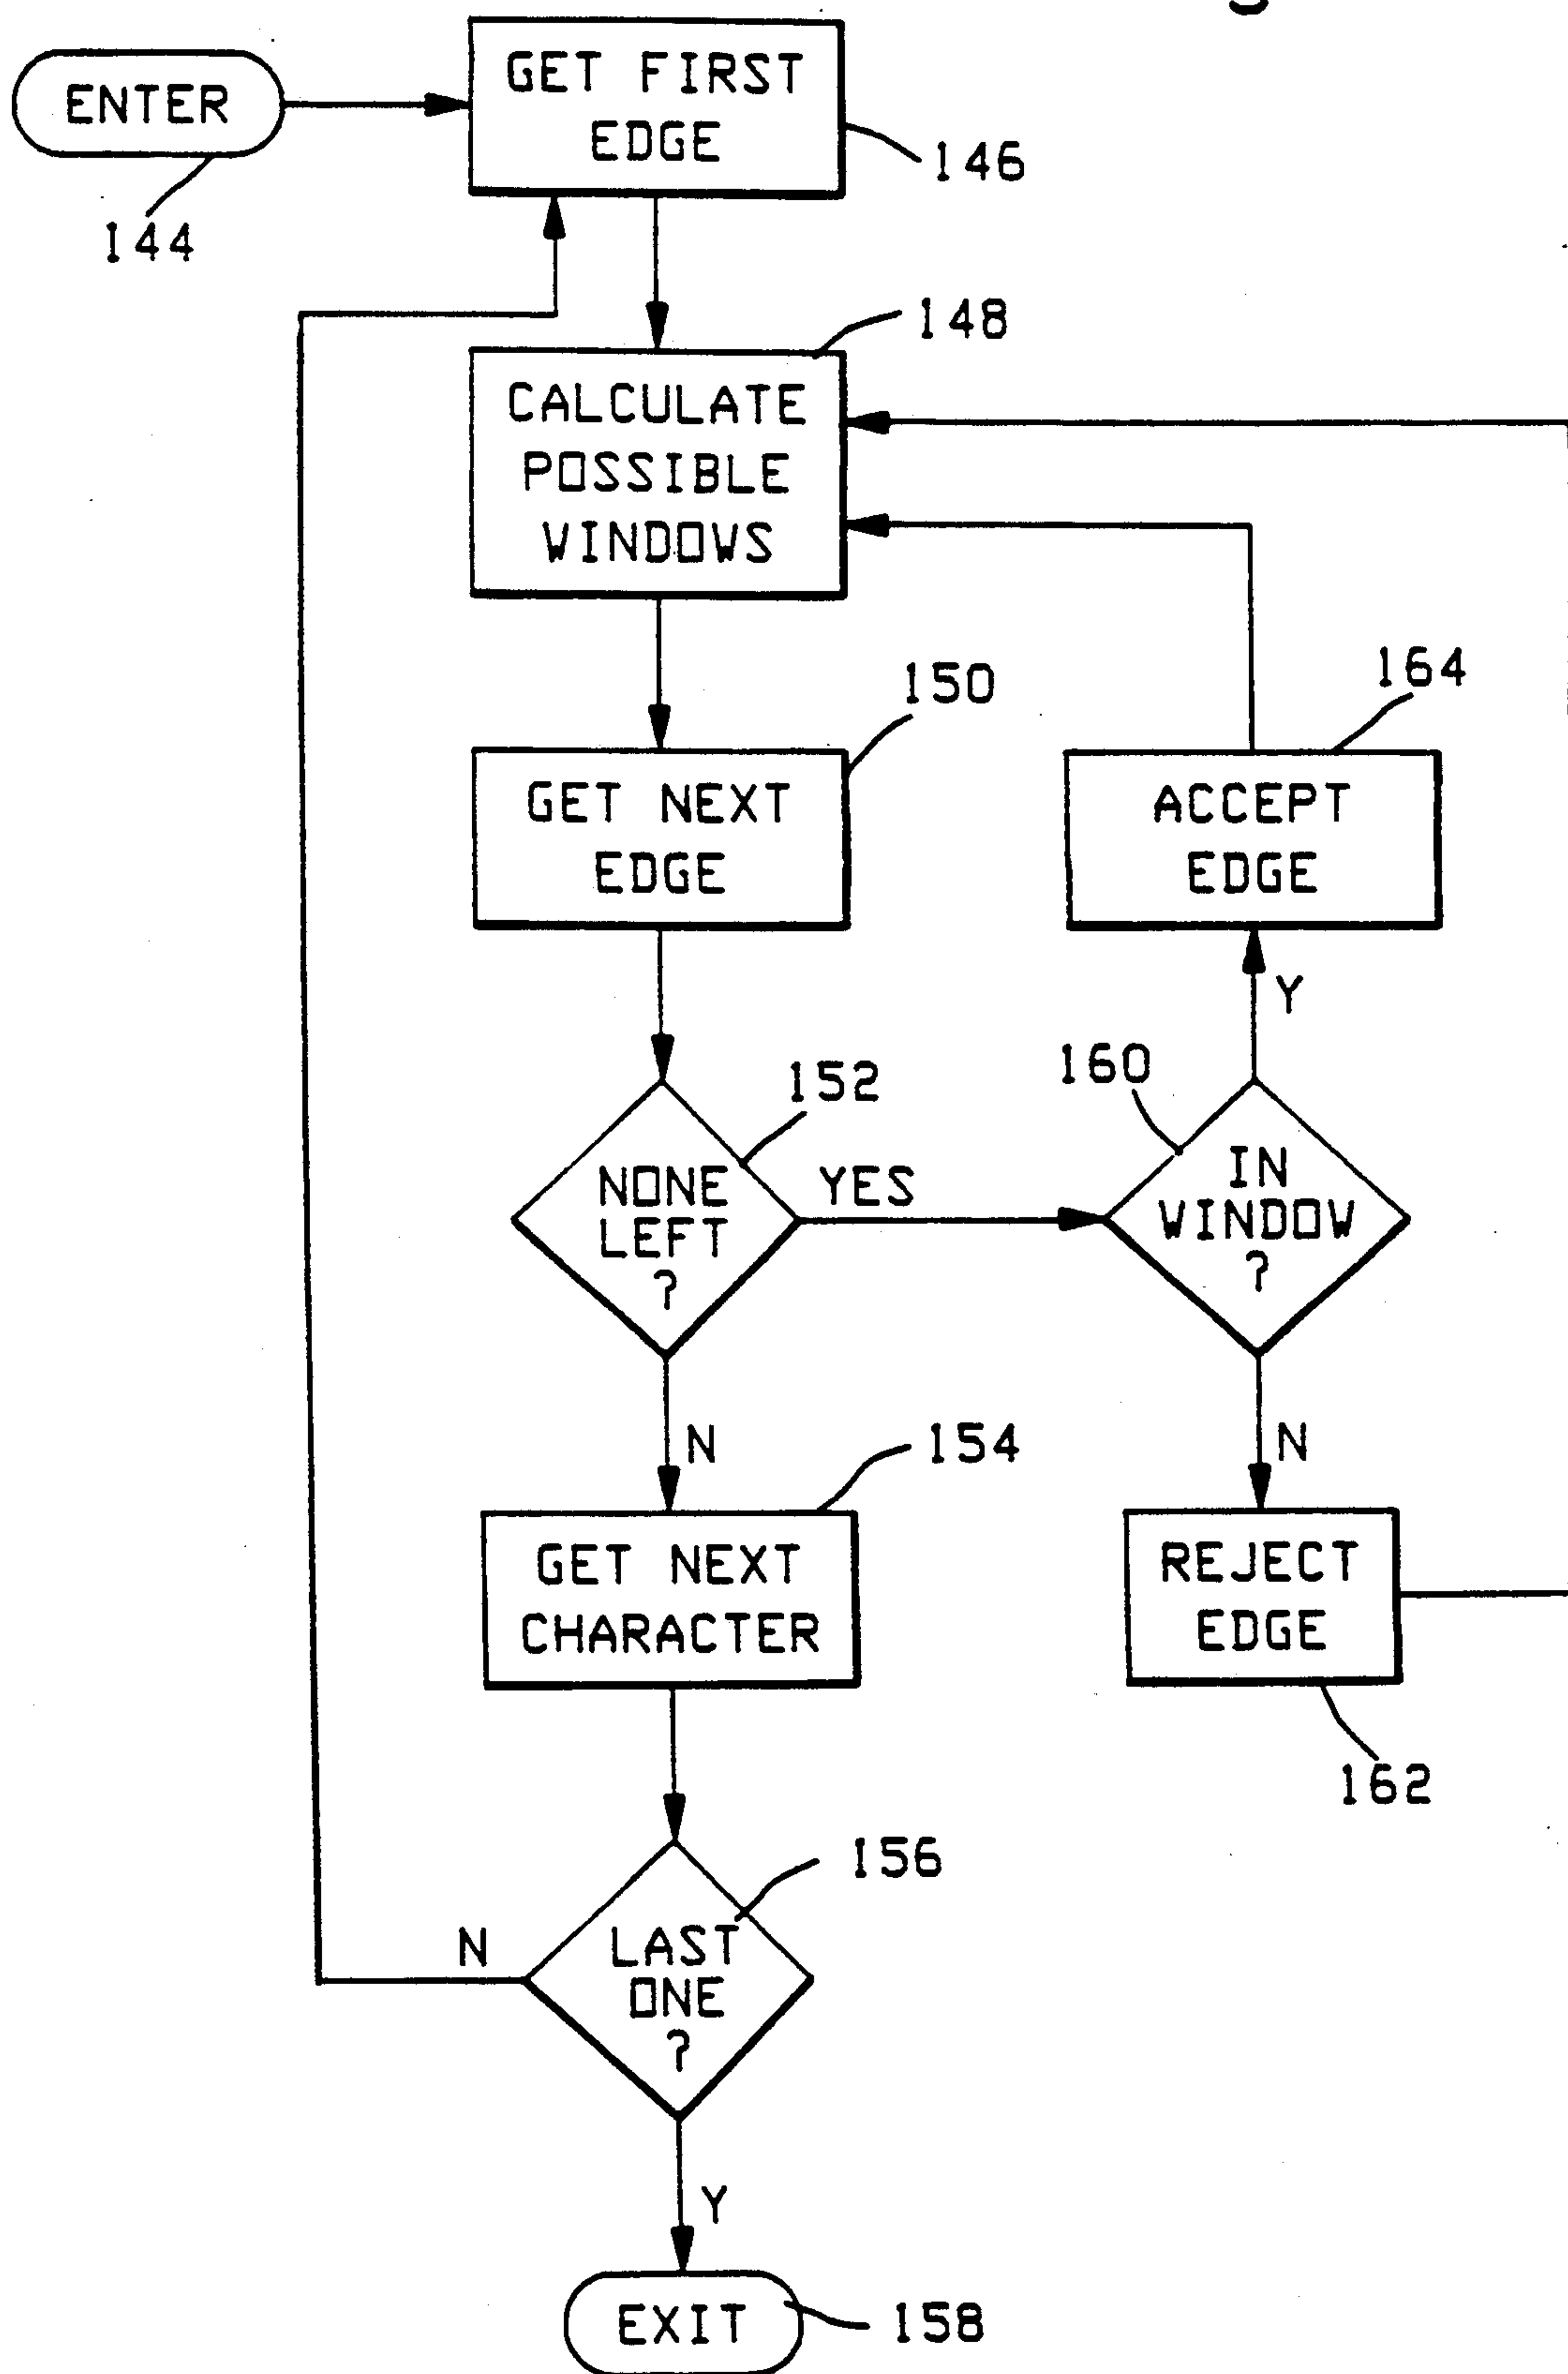 ENTER
144
GET FIRST
EDGE
146
148
CALCULATE
POSSIBLE
WINDOWS
150
GET NEXT
EDGE
164
ACCEPT
EDGE
Y
152
NONE
LEFT
?
YES
160
IN
WINDOW
?
N
154
GET NEXT
CHARACTER
N
REJECT
EDGE
162
156
LAST
ONE
?
N
Y
EXIT
158